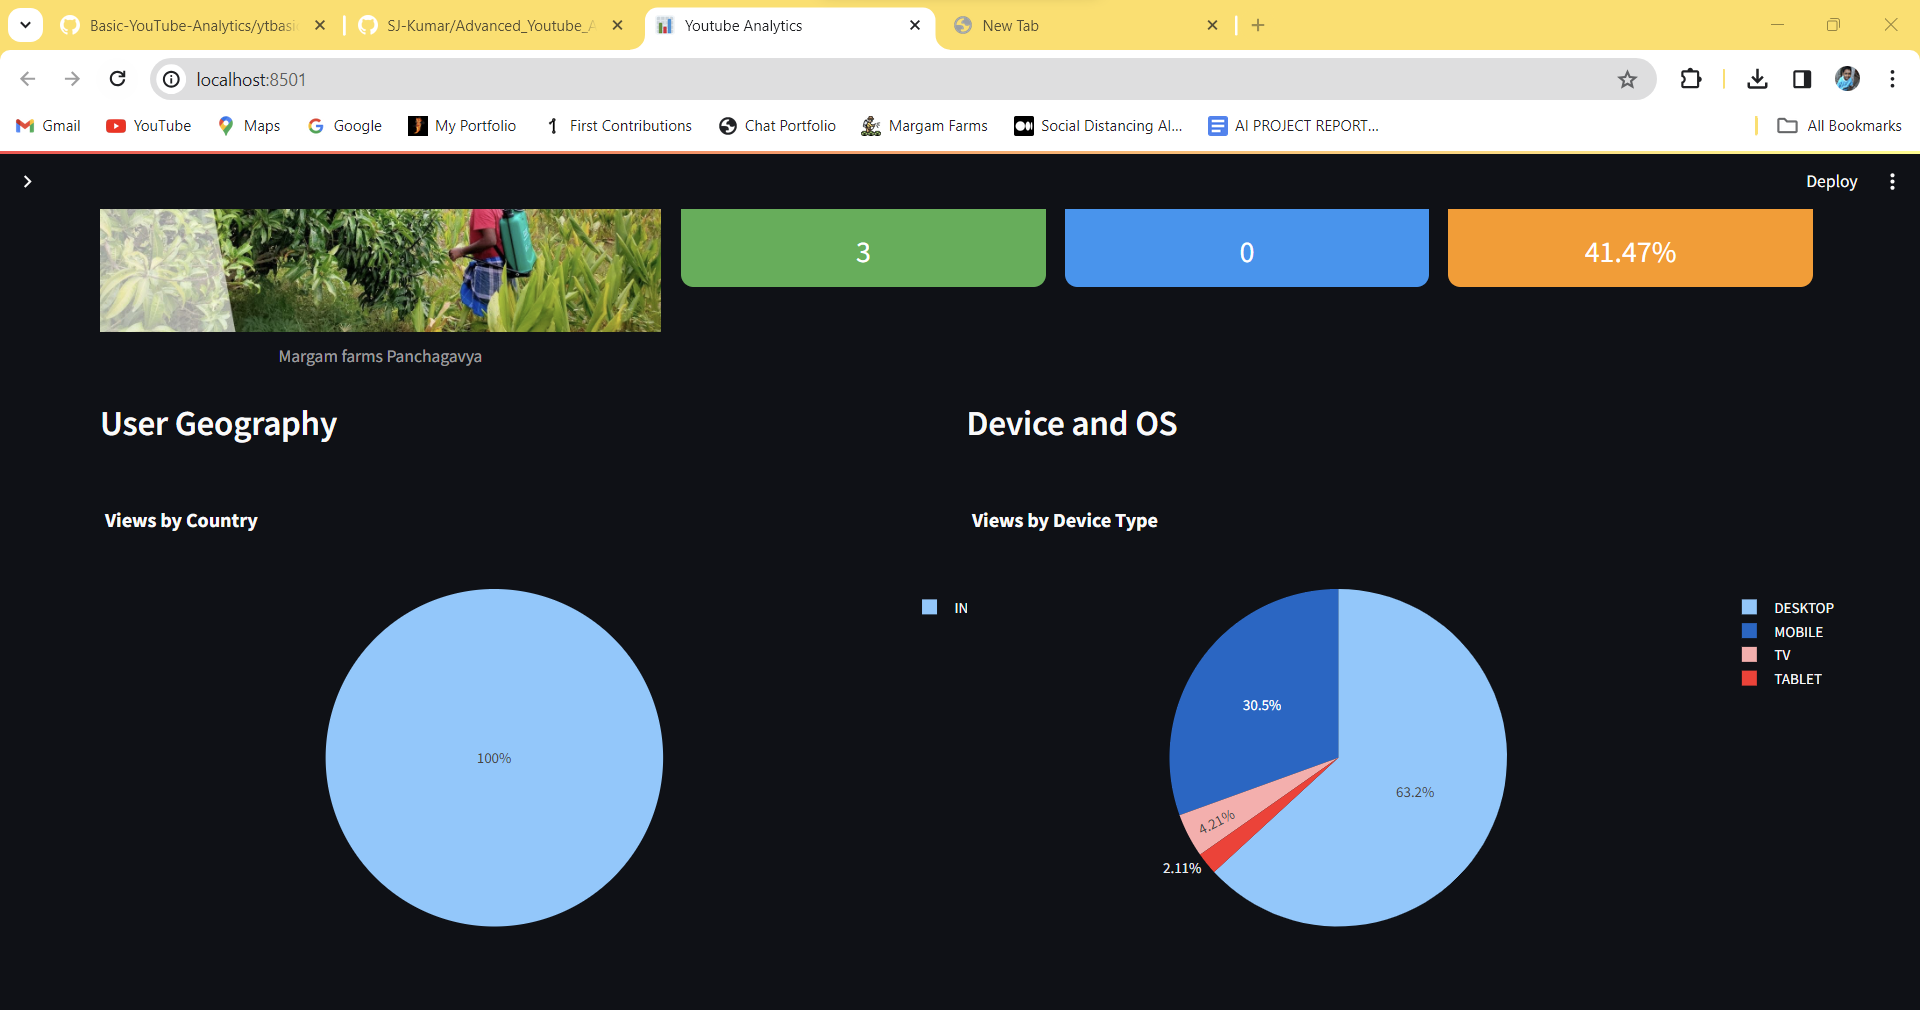 Basic-YouTube-Analytics/ytbasi
SJ-Kumar/Advanced_Youtube_A
Youtube Analytics
New Tab
localhost:8501
Gmail
YouTube
Maps
Google
My Portfolio
First Contributions
Chat Portfolio
Margam Farms
Social Distancing AI...
AI PROJECT REPORT...
All Bookmarks
Deploy
3
0
41.47%
Margam farms Panchagavya
User Geography
Device and OS
Views by Country
Views by Device Type
100%
IN
30.5%
63.2%
4.21%
2.11%
DESKTOP
MOBILE
TV
TABLET